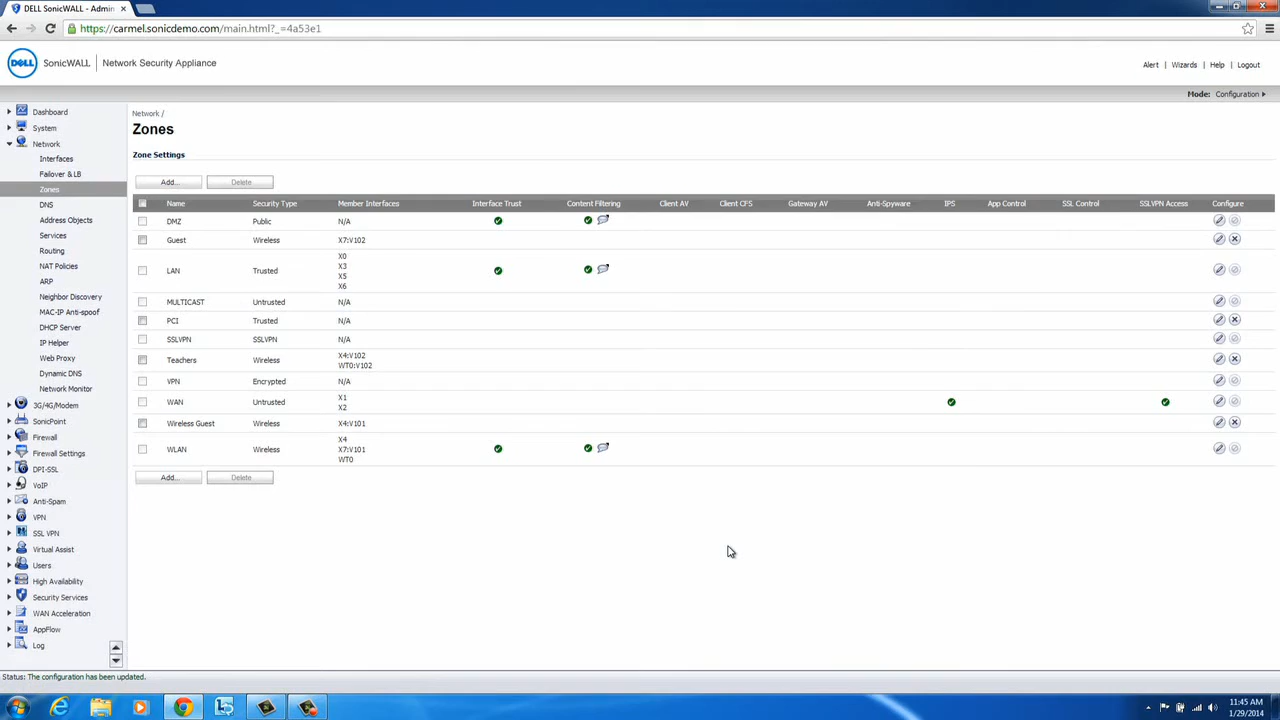 DELL SonicWALL - Admin
https://carmel.sonicdemo.com/main.html?_=4a53e1
DELL SonicWALL | Network Security Appliance
Alert | Wizards | Help | Logout
Mode: Configuration
Dashboard
System
Network
Interfaces
Failover & LB
Zones
DNS
Address Objects
Services
Routing
NAT Policies
ARP
Neighbor Discovery
MAC-IP Anti-spoof
DHCP Server
IP Helper
Web Proxy
Dynamic DNS
Network Monitor
3G/4G/Modem
SonicPoint
Firewall
Firewall Settings
DPI-SSL
VoIP
Anti-Spam
VPN
SSL VPN
Virtual Assist
Users
High Availability
Security Services
WAN Acceleration
AppFlow
Log
Network /
Zones
Zone Settings
Add... Delete
Name Security Type Member Interfaces Interface Trust Content Filtering Client AV Client CFS Gateway AV Anti-Spyware IPS App Control SSL Control SSLVPN Access Configure
DMZ Public N/A
Guest Wireless X7:V102
LAN Trusted X0
X3
X5
X6
MULTICAST Untrusted N/A
PCI Trusted N/A
SSLVPN SSLVPN N/A
Teachers Wireless X4:V102
WT0:V102
VPN Encrypted N/A
WAN Untrusted X1
X2
Wireless Guest Wireless X4:V101
WLAN Wireless X4
X7:V101
WT0
Add... Delete
Status: The configuration has been updated.
11:45 AM
1/29/2014